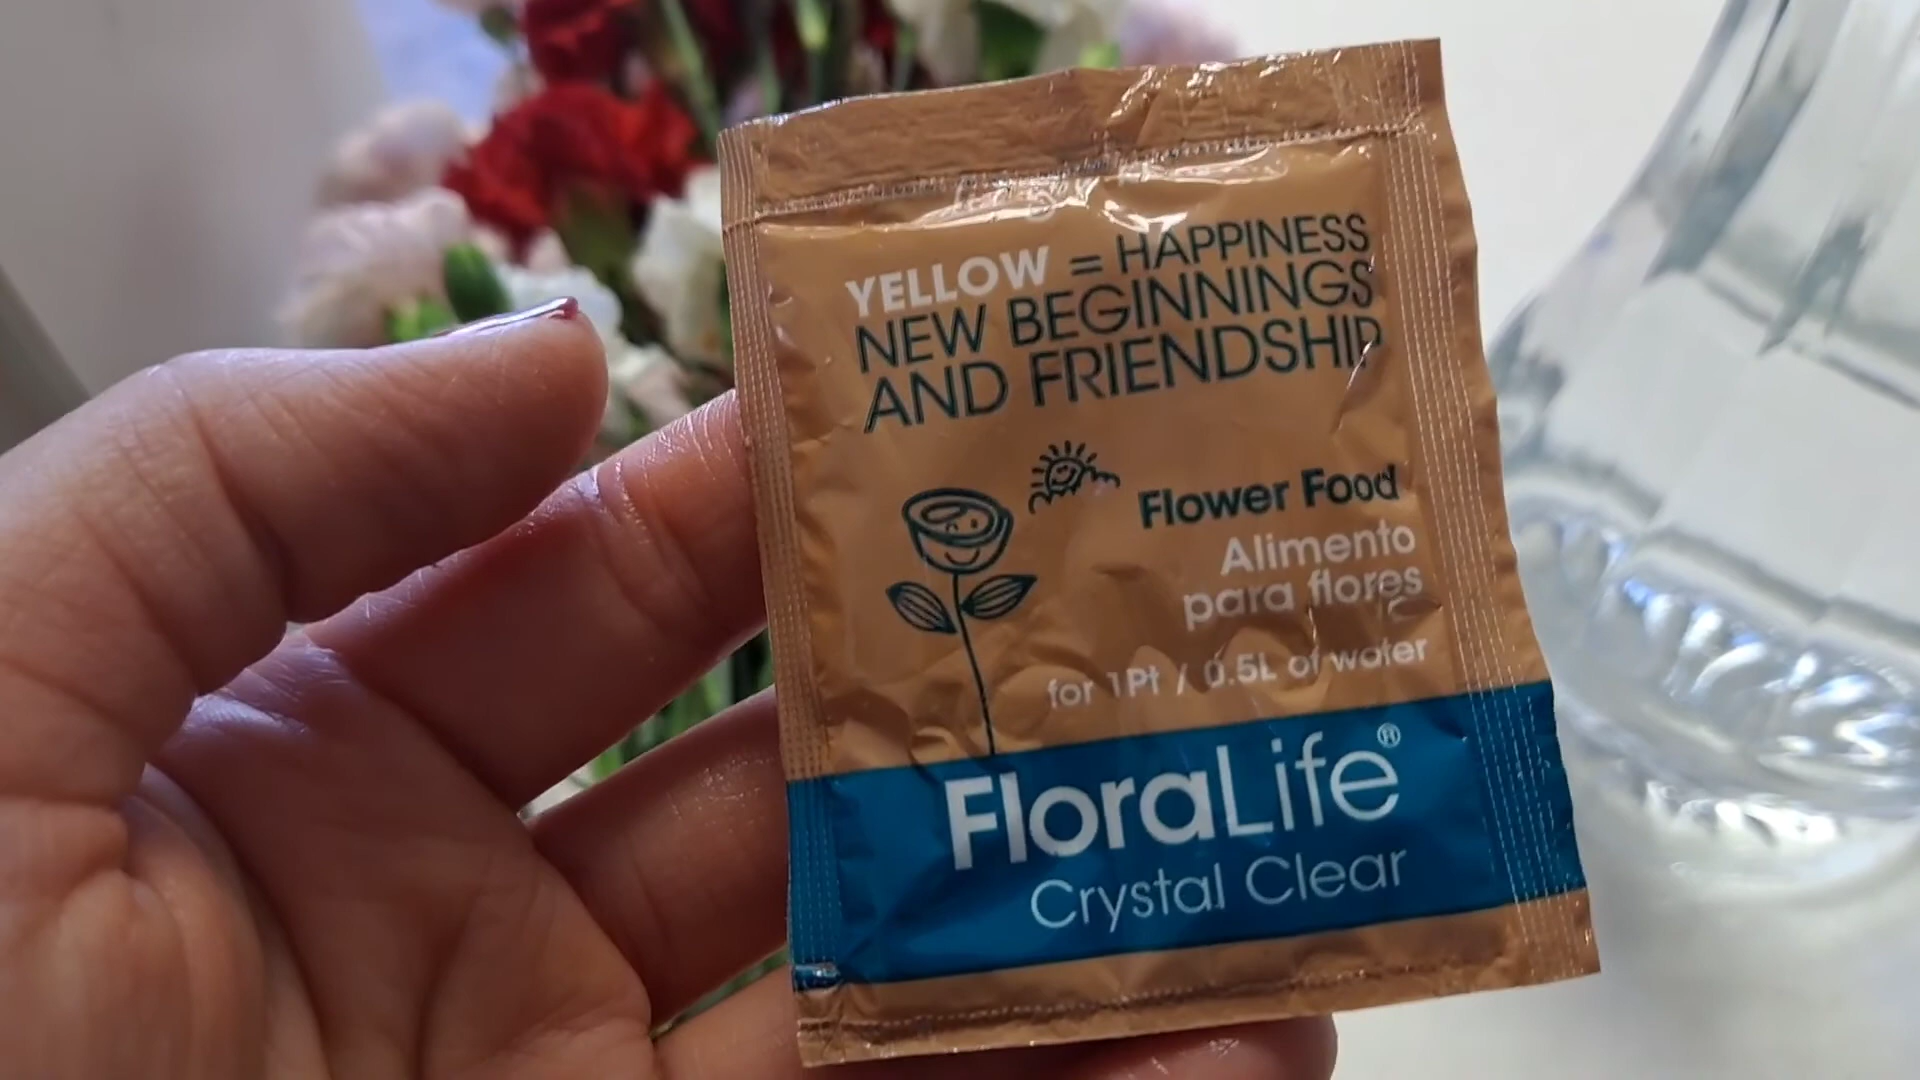 YELLOW = HAPPINESS
NEW BEGINNINGS
AND FRIENDSHIP
Flower Food
Alimento
para flores
for 1Pt / 0.5L of water
FloraLife®
Crystal Clear